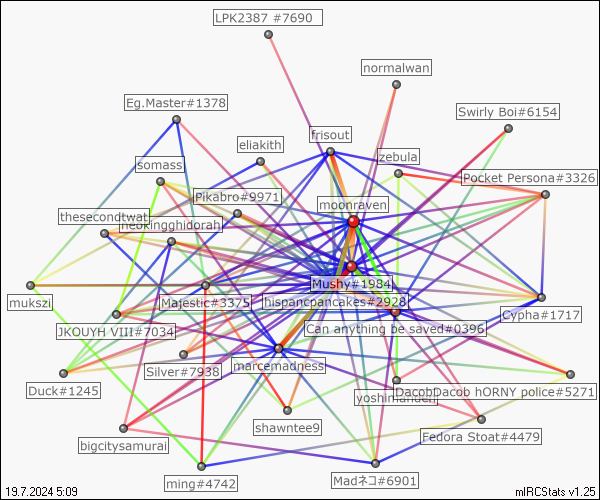 LPK2387 #7690
normalwan
Eg.Master#1378
Swirly Boi#6154
frisout
eliakith
zebula
somassi
Pocket Persona#3326
Pikabro#9971
moonraven
thesecondtwat
neokingghidorah
Mushy#1984
mukszi
Majestic#3375
hispancpancakes#2928
Cypha#1717
JKOUYH VIII#7034
Can anything be saved#0396
marcemadness
Silver#7938
Duck#1245
DacobDacob hORNY police#5271
shawntee9
bigcitysamurai
Fedora Stoat#4479
ming#4742
Madネコ#6901
19.7.2024 5:09
mIRCStats v1.25